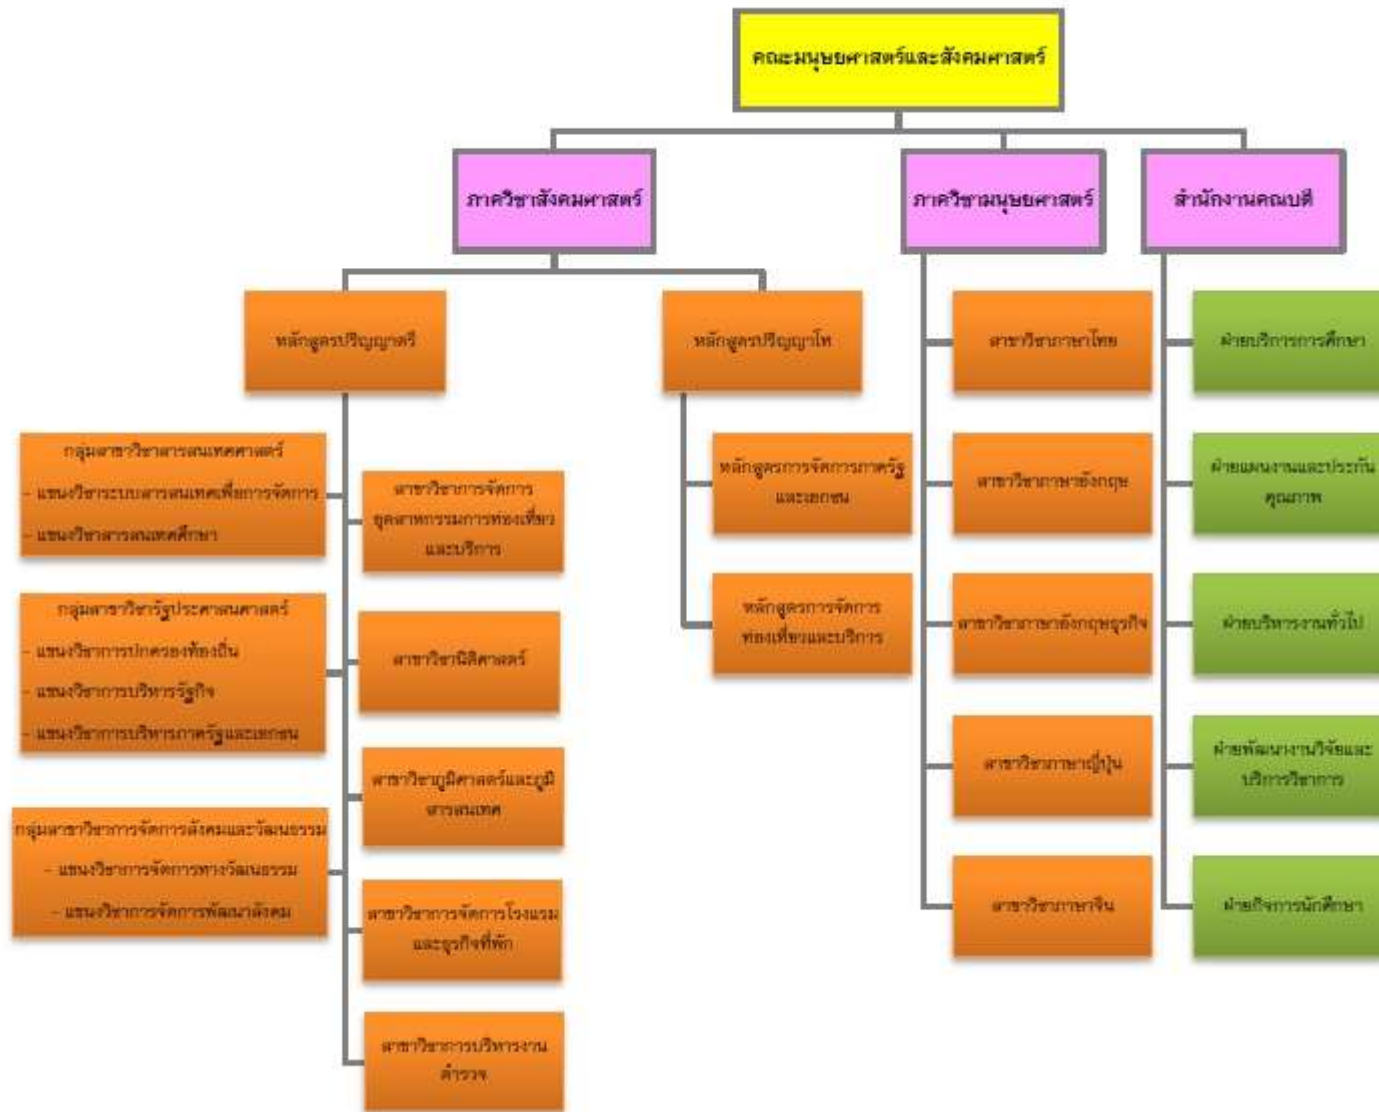 คณะมนุษยศาสตร์และสังคมศาสตร์
ภาควิชาสังคมศาสตร์
ภาควิชามนุษยศาสตร์
สำนักงานคณบดี
หลักสูตรปริญญาตรี
หลักสูตรปริญญาโท
กลุ่มสาขาวิชาสารสนเทศศาสตร์
- แขนงวิชาระบบสารสนเทศเพื่อการจัดการ
- แขนงวิชาสารสนเทศศึกษา
กลุ่มสาขาวิชารัฐประศาสนศาสตร์
- แขนงวิชาการปกครองท้องถิ่น
- แขนงวิชาการบริหารรัฐกิจ
- แขนงวิชาการบริหารภาครัฐและเอกชน
กลุ่มสาขาวิชาการจัดการสังคมและวัฒนธรรม
- แขนงวิชาการจัดการทางวัฒนธรรม
- แขนงวิชาการจัดการพัฒนาสังคม
สาขาวิชาการจัดการ
อุตสาหกรรมการท่องเที่ยว
และบริการ
สาขาวิชานิติศาสตร์
สาขาวิชาภูมิศาสตร์และภูมิ
สารสนเทศ
สาขาวิชาการจัดการโรงแรม
และธุรกิจที่พัก
สาขาวิชาการบริหารงาน
ตำรวจ
หลักสูตรการจัดการภาครัฐ
และเอกชน
หลักสูตรการจัดการ
ท่องเที่ยวและบริการ
สาขาวิชาภาษาไทย
สาขาวิชาภาษาอังกฤษ
สาขาวิชาภาษาอังกฤษธุรกิจ
สาขาวิชาภาษาญี่ปุ่น
สาขาวิชาภาษาจีน
ฝ่ายบริการการศึกษา
ฝ่ายแผนงานและประกัน
คุณภาพ
ฝ่ายบริหารงานทั่วไป
ฝ่ายพัฒนางานวิจัยและ
บริการวิชาการ
ฝ่ายกิจการนักศึกษา